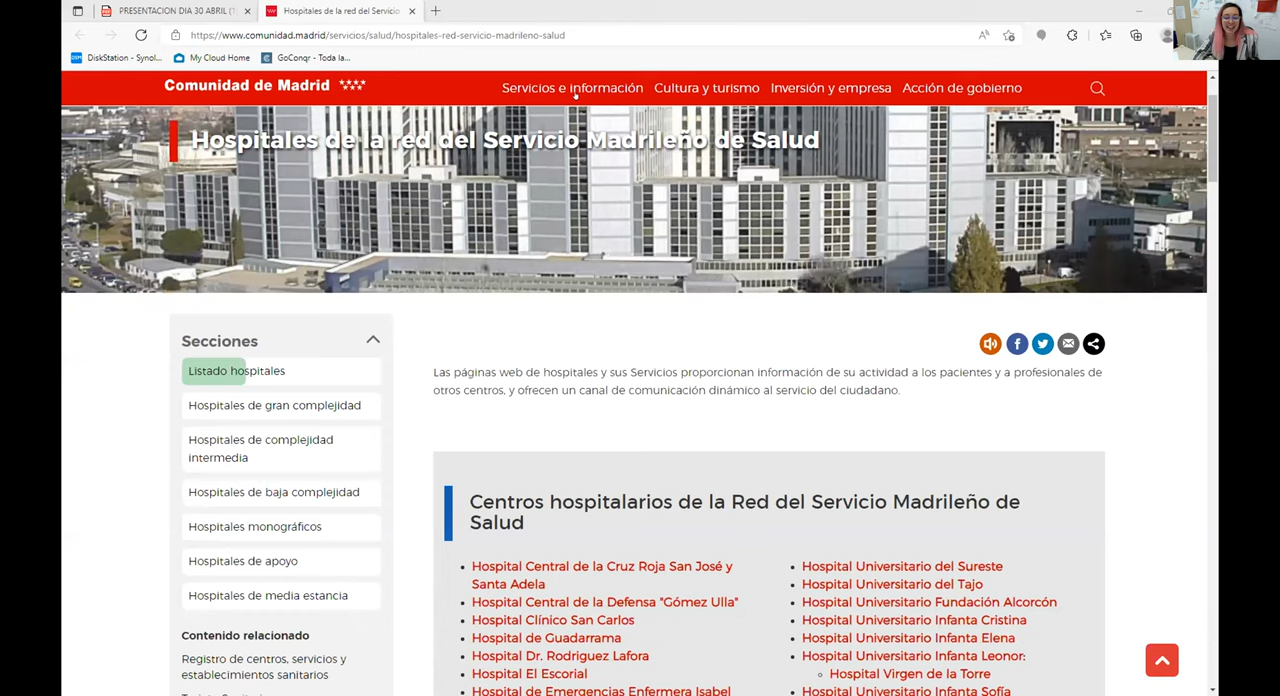 PRESENTACION DIA 30 ABRIL (
Hospitales de la red del Servicio
https://www.comunidad.madrid/servicios/salud/hospitales-red-servicio-madrileno-salud
DiskStation - Synol...
My Cloud Home
GoConqr - Toda la...
Comunidad de Madrid
Servicios e información
Cultura y turismo
Inversión y empresa
Acción de gobierno
Hospitales de la red del Servicio Madrileño de Salud
Secciones
Listado hospitales
Hospitales de gran complejidad
Hospitales de complejidad
intermedia
Hospitales de baja complejidad
Hospitales monográficos
Hospitales de apoyo
Hospitales de media estancia
Contenido relacionado
Registro de centros, servicios y
establecimientos sanitarios
Las páginas web de hospitales y sus Servicios proporcionan información de su actividad a los pacientes y a profesionales de
otros centros, y ofrecen un canal de comunicación dinámico al servicio del ciudadano.
Centros hospitalarios de la Red del Servicio Madrileño de
Salud
Hospital Central de la Cruz Roja San José y
Santa Adela
Hospital Central de la Defensa "Gómez Ulla"
Hospital Clínico San Carlos
Hospital de Guadarrama
Hospital Dr. Rodriguez Lafora
Hospital El Escorial
Hospital de Emergencias Enfermera Isabel
Hospital Universitario del Sureste
Hospital Universitario del Tajo
Hospital Universitario Fundación Alcorcón
Hospital Universitario Infanta Cristina
Hospital Universitario Infanta Elena
Hospital Universitario Infanta Leonor:
Hospital Virgen de la Torre
Hospital Universitario Infanta Sofía